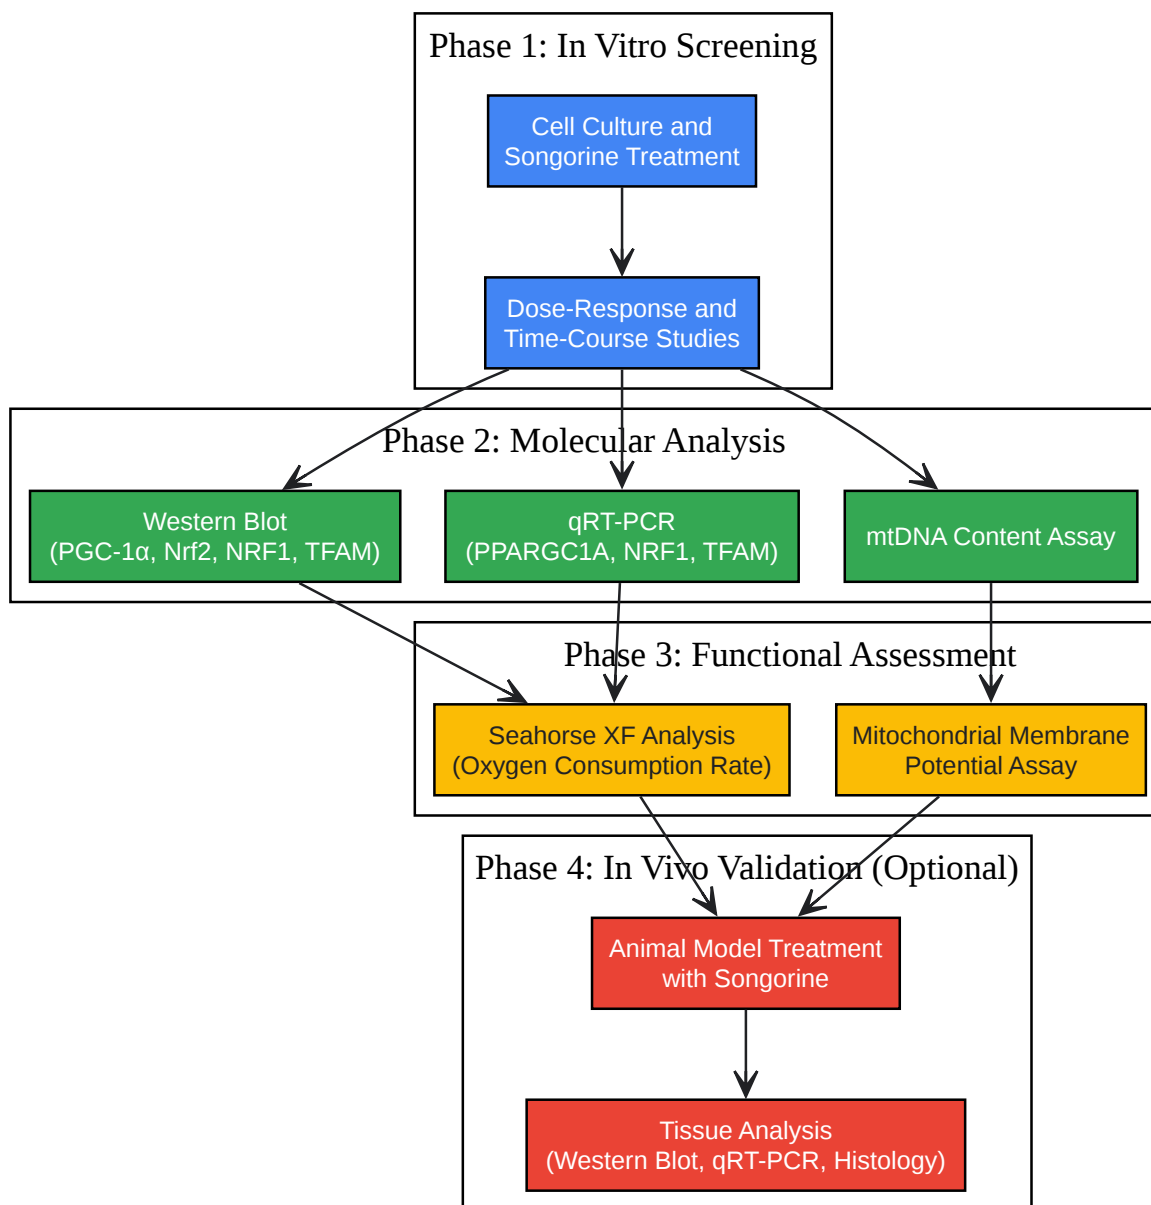 Phase 1: In Vitro Screening
Cell Culture and
Songorine Treatment
Dose-Response and
Time-Course Studies
Phase 2: Molecular Analysis
Western Blot
(PGC-1α, Nrf2, NRF1, TFAM)
qRT-PCR
(PPARGC1A, NRF1, TFAM)
mtDNA Content Assay
Phase 3: Functional Assessment
Seahorse XF Analysis
(Oxygen Consumption Rate)
Mitochondrial Membrane
Potential Assay
Phase 4: In Vivo Validation (Optional)
Animal Model Treatment
with Songorine
Tissue Analysis
(Western Blot, qRT-PCR, Histology)